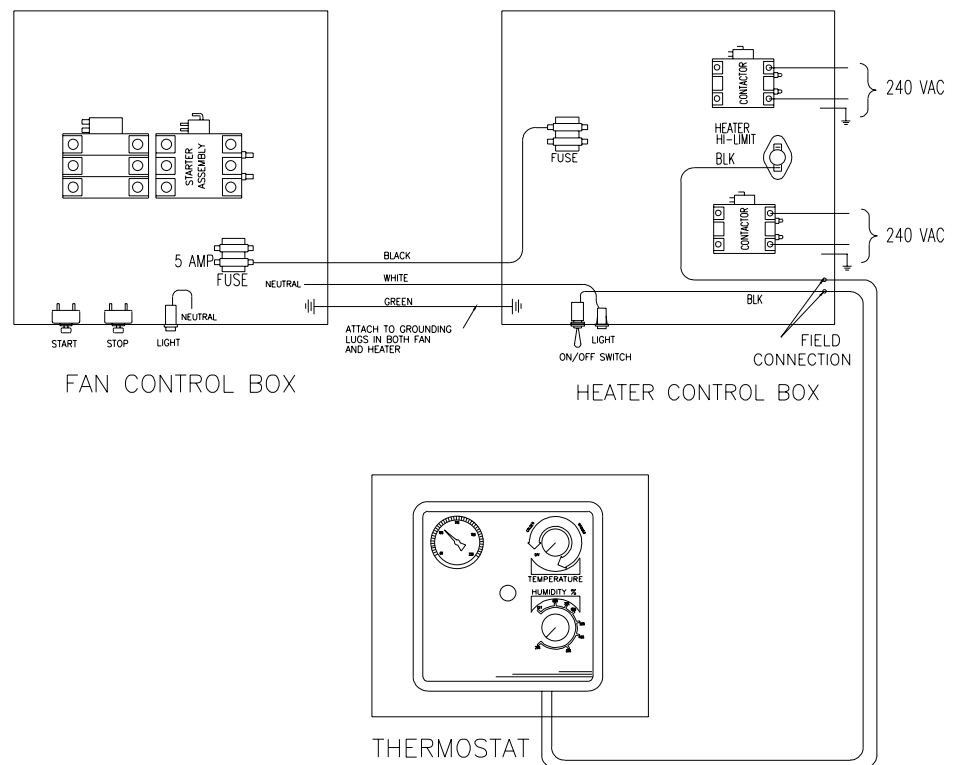 CONTACTOR
240 VAC
HEATER
HI-LIMIT
BLK
FUSE
STARTER
ASSEMBLY
CONTACTOR
240 VAC
5 AMP
FUSE
BLACK
NEUTRAL
WHITE
GREEN
BLK
NEUTRAL
START
STOP
LIGHT
ATTACH TO GROUNDING
LUGS IN BOTH FAN
AND HEATER
LIGHT
ON/OFF SWITCH
FIELD
CONNECTION
FAN CONTROL BOX
HEATER CONTROL BOX
TEMPERATURE
HUMIDITY %
THERMOSTAT